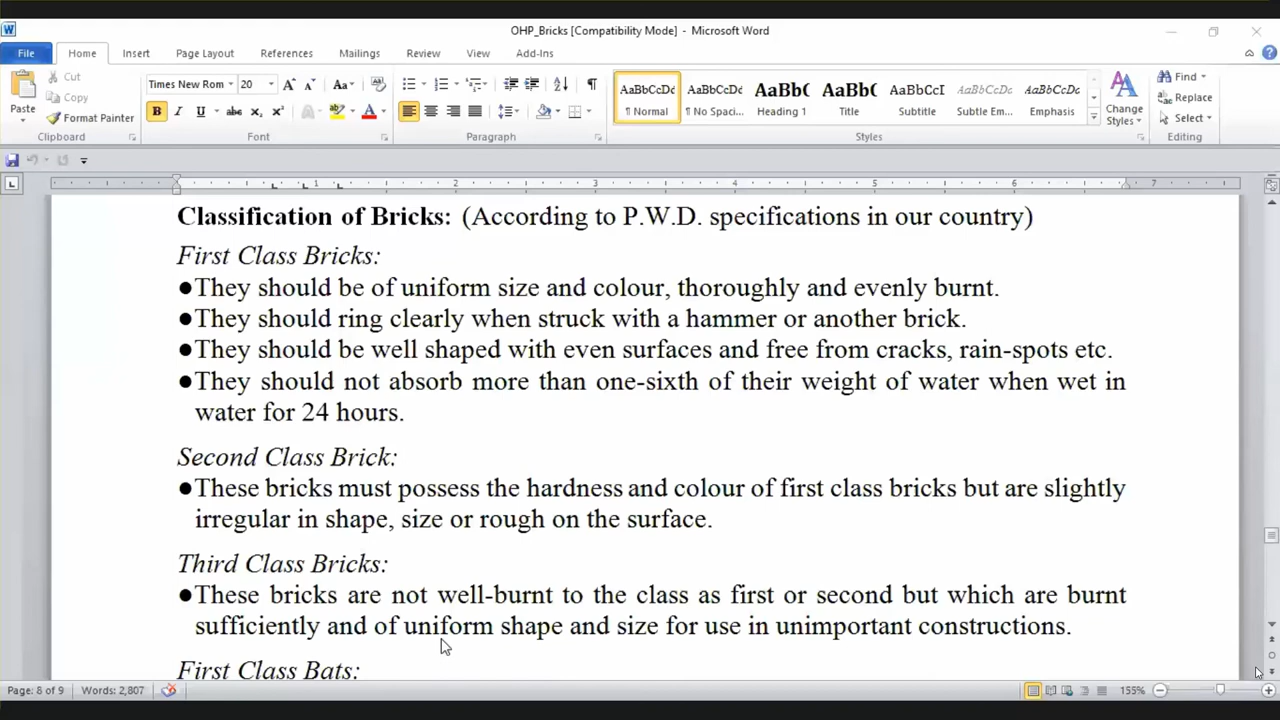 OHP_Bricks [Compatibility Mode] - Microsoft Word
File Home Insert Page Layout References Mailings Review View Add-Ins
Paste
Cut
Copy
Format Painter
Clipboard
Times New Rom 20
Font
Paragraph
AaBbCcDc AaBbCcDc AaBbC AaBbC AaBbCcI AaBbCcDc AaBbCcDc
¶ Normal ¶ No Spaci... Heading 1 Title Subtitle Subtle Em... Emphasis
Change Styles
Styles
Find
Replace
Select
Editing
1 2 3 4 5 6 7
Classification of Bricks: (According to P.W.D. specifications in our country)
First Class Bricks:
●They should be of uniform size and colour, thoroughly and evenly burnt.
●They should ring clearly when struck with a hammer or another brick.
●They should be well shaped with even surfaces and free from cracks, rain-spots etc.
●They should not absorb more than one-sixth of their weight of water when wet in
water for 24 hours.
Second Class Brick:
●These bricks must possess the hardness and colour of first class bricks but are slightly
irregular in shape, size or rough on the surface.
Third Class Bricks:
●These bricks are not well-burnt to the class as first or second but which are burnt
sufficiently and of uniform shape and size for use in unimportant constructions.
First Class Bats:
Page: 8 of 9 Words: 2,807 155%